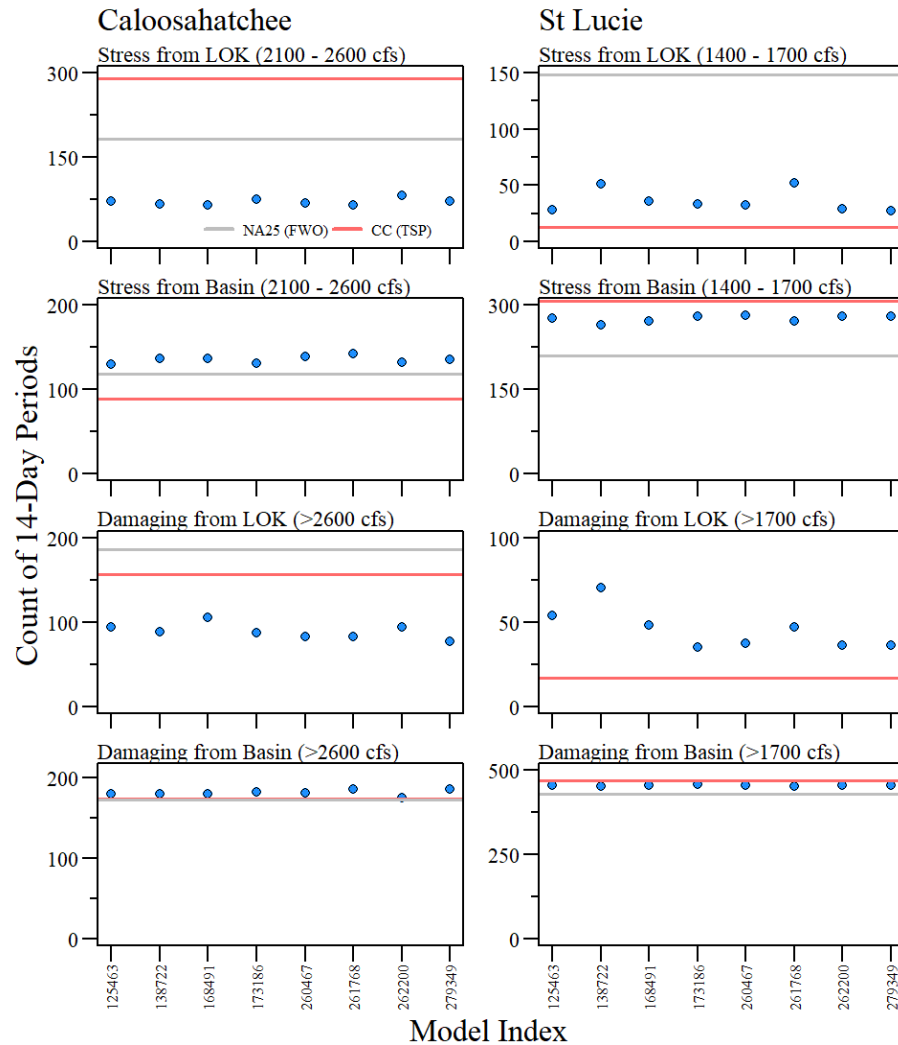 Caloosahatchee
St Lucie
Stress from LOK (2100 - 2600 cfs)
Stress from LOK (1400 - 1700 cfs)
300
150
0
NA25 (FWO)
CC (TSP)
150
100
50
0
Stress from Basin (2100 - 2600 cfs)
Stress from Basin (1400 - 1700 cfs)
200
100
0
300
150
0
Damaging from LOK (>2600 cfs)
Damaging from LOK (>1700 cfs)
200
100
0
100
50
0
Damaging from Basin (>2600 cfs)
Damaging from Basin (>1700 cfs)
200
100
0
500
250
0
125463
138722
168491
173186
260467
261768
262200
279349
125463
138722
168491
173186
260467
261768
262200
279349
Count of 14-Day Periods
Model Index